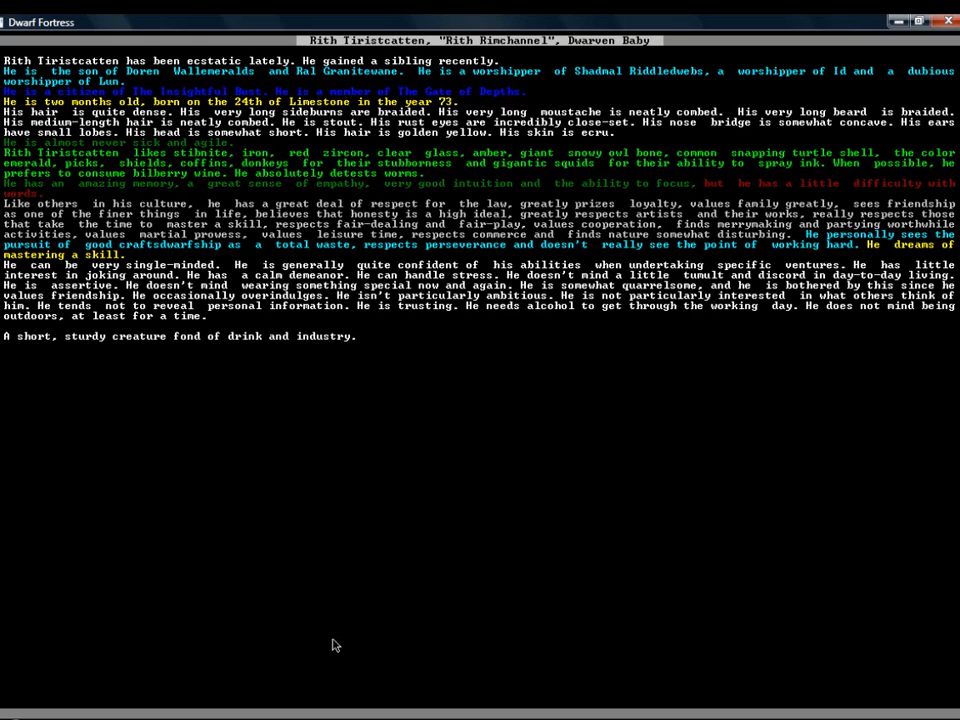 Dwarf Fortress
Rith Tiristcatten, "Rith Rimchannel", Dwarven Baby
Rith Tiristcatten has been ecstatic lately. He gained a sibling recently.
He is the son of Doren Wallemeralds and Ral Granitewane. He is a worshipper of Shadmal Riddledwebs, a worshipper of Id and a dubious
worshipper of Lun.
He is a citizen of The Insightful Bust. He is a member of The Gate of Depths.
He is two months old, born on the 24th of Limestone in the year 73.
His hair is quite dense. His very long sideburns are braided. His very long moustache is neatly combed. His very long beard is braided.
His medium-length hair is neatly combed. He is stout. His rust eyes are incredibly close-set. His nose bridge is somewhat concave. His ears
have small lobes. His head is somewhat short. His hair is golden yellow. His skin is ecru.
He is almost never sick and agile.
Rith Tiristcatten likes stibnite, iron, red zircon, clear glass, amber, giant snowy owl bone, common snapping turtle shell, the color
emerald, picks, shields, coffins, donkeys for their stubborness and gigantic squids for their ability to spray ink. When possible, he
prefers to consume bilberry wine. He absolutely detests worms.
He has an amazing memory, a great sense of empathy, very good intuition and the ability to focus, but he has a little difficulty with
words.
Like others in his culture, he has a great deal of respect for the law, greatly prizes loyalty, values family greatly, sees friendship
as one of the finer things in life, believes that honesty is a high ideal, greatly respects artists and their works, really respects those
that take the time to master a skill, respects fair-dealing and fair-play, values cooperation, finds merrymaking and partying worthwhile
activities, values martial prowess, values leisure time, respects commerce and finds nature somewhat disturbing. He personally sees the
pursuit of good craftsdwarfship as a total waste, respects perseverance and doesn't really see the point of working hard. He dreams of
mastering a skill.
He can be very single-minded. He is generally quite confident of his abilities when undertaking specific ventures. He has little
interest in joking around. He has a calm demeanor. He can handle stress. He doesn't mind a little tumult and discord in day-to-day living.
He is assertive. He doesn't mind wearing something special now and again. He is somewhat quarrelsome, and he is bothered by this since he
values friendship. He occasionally overindulges. He isn't particularly ambitious. He is not particularly interested in what others think of
him. He tends not to reveal personal information. He is trusting. He needs alcohol to get through the working day. He does not mind being
outdoors, at least for a time.
A short, sturdy creature fond of drink and industry.